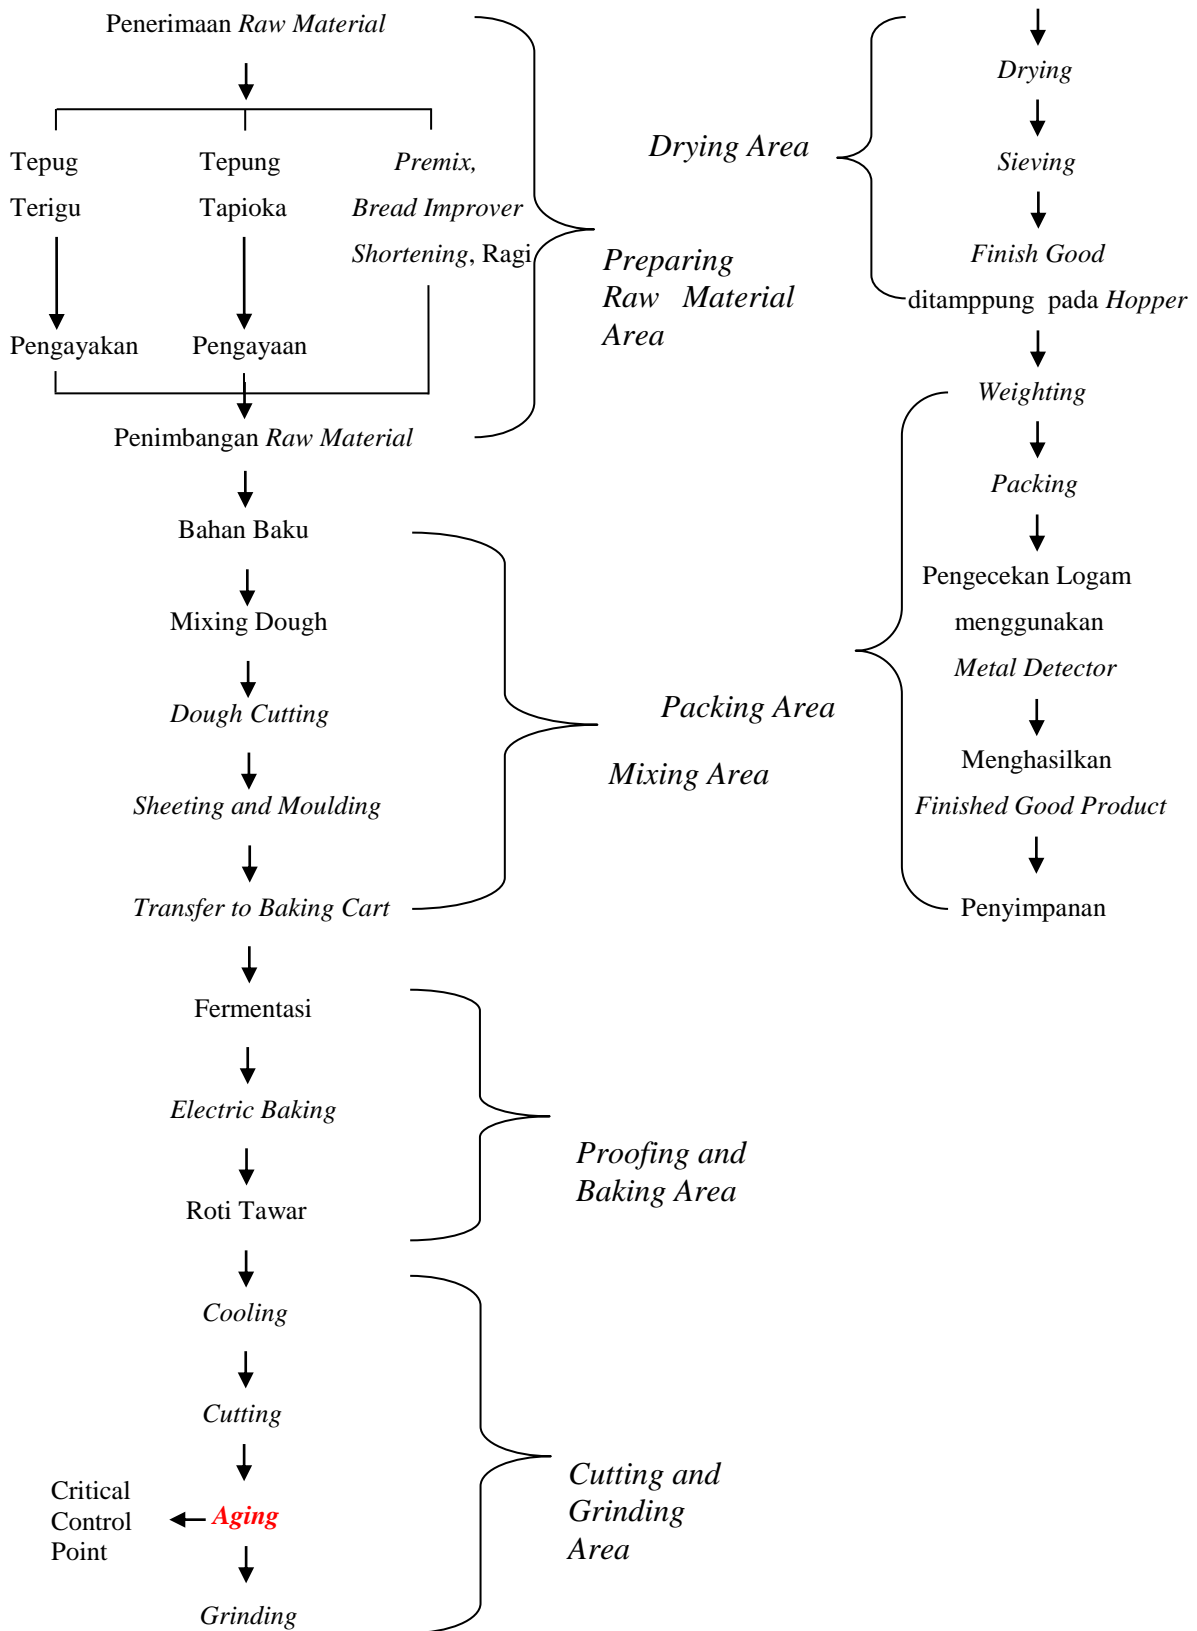 Penerimaan Raw Material
Tepug
Terigu
Tepung
Tapioka
Premix,
Bread Improver
Shortening, Ragi
Pengayakan
Pengayaan
Penimbangan Raw Material
Preparing
Raw Material
Area
Bahan Baku
Mixing Dough
Dough Cutting
Sheeting and Moulding
Transfer to Baking Cart
Mixing Area
Fermentasi
Electric Baking
Roti Tawar
Proofing and
Baking Area
Cooling
Cutting
Aging
Critical
Control
Point
Grinding
Cutting and
Grinding
Area
Drying Area
Drying
Sieving
Finish Good
ditamppung pada Hopper
Packing Area
Weighting
Packing
Pengecekan Logam
menggunakan
Metal Detector
Menghasilkan
Finished Good Product
Penyimpanan